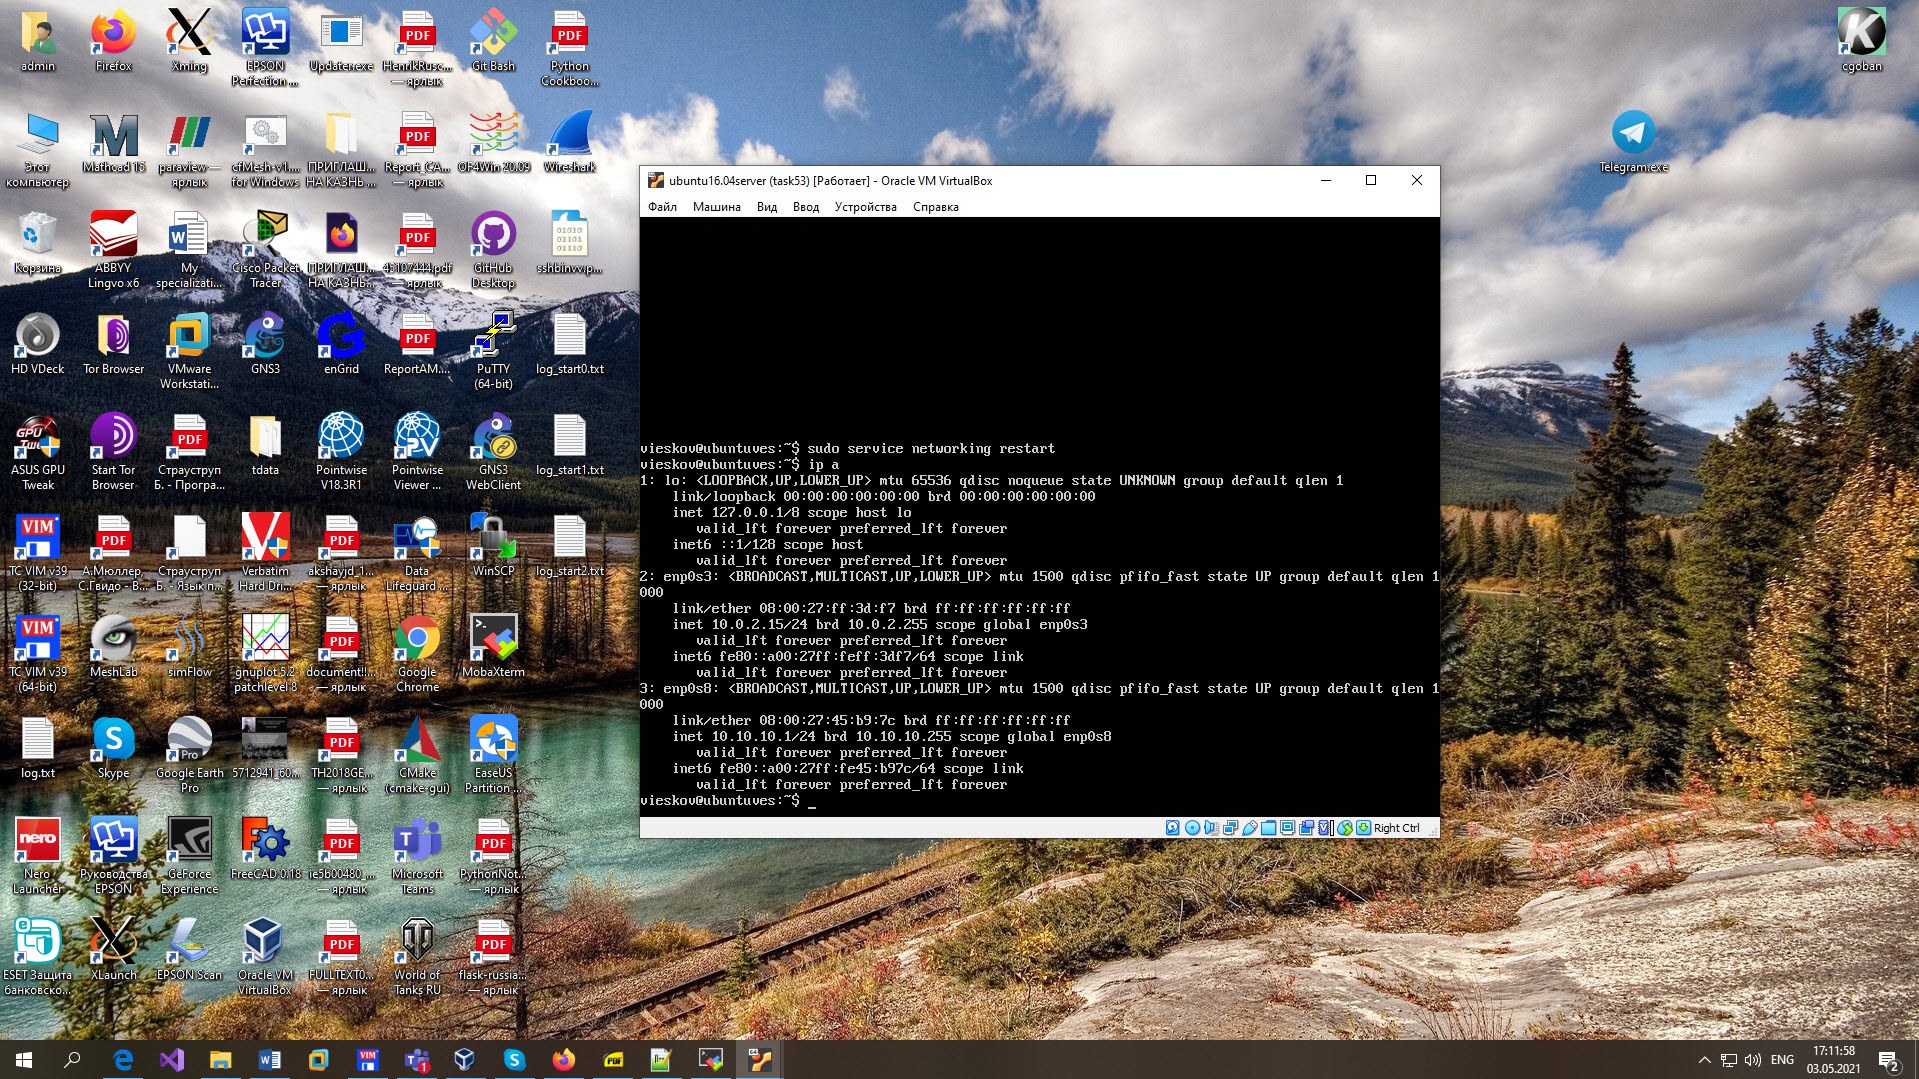 admin
Firefox
Xming
EPSON
Perfection ...
Updater.exe
HenrikRusc...
— ярлык
Git Bash
Python
Cookboo...
cgoban
Этот
компьютер
Mathcad 15
paraview—
ярлык
cfMesh-v1...
for Windows
ПРИГЛАШ...
НА КАЗНЬ ...
Report_CA...
— ярлык
OF4Win 20.09
Wireshark
Telegram.exe
Корзина
ABBYY
Lingvo x6
My
specializati...
Cisco Packet
Tracer
ПРИГЛАШ...
НА КАЗНЬ...
45107444.pdf
— ярлык
GitHub
Desktop
sshbinvv.p...
HD VDeck
Tor Browser
VMware
Workstati...
GNS3
enGrid
ReportAM....
PuTTY
(64-bit)
log_start0.txt
ASUS GPU
Tweak
Start Tor
Browser
Страуструп
Б. - Програ...
tdata
Pointwise
V18.3R1
Pointwise
Viewer ...
GNS3
WebClient
log_start1.txt
TC VIM v39
(32-bit)
А.Мюллер,
С.Гвидо - В...
Страуструп
Б. - Язык п...
Verbatim
Hard Dri...
akshayjd_1...
— ярлык
Data
Lifeguard ...
WinSCP
log_start2.txt
TC VIM v39
(64-bit)
MeshLab
simFlow
gnuplot 5.2
patchlevel 8
document!!...
— ярлык
Google
Chrome
MobaXterm
log.txt
Skype
Google Earth
Pro
5712941_60...
TH2018GE...
— ярлык
CMake
(cmake-gui)
EaseUS
Partition ...
Nero
Launcher
Руководства
EPSON
GeForce
Experience
FreeCAD 0.18
ie5b00480_...
— ярлык
Microsoft
Teams
PythonNot...
— ярлык
ESET Защита
банковско...
XLaunch
EPSON Scan
Oracle VM
VirtualBox
FULLTEXT0...
— ярлык
World of
Tanks RU
flask-russia...
— ярлык
ubuntu16.04server (task53) [Работает] - Oracle VM VirtualBox
Файл Машина Вид Ввод Устройства Справка
vieskov@ubuntuves:~$ sudo service networking restart
vieskov@ubuntuves:~$ ip a
1: lo: <LOOPBACK,UP,LOWER_UP> mtu 65536 qdisc noqueue state UNKNOWN group default qlen 1
link/loopback 00:00:00:00:00:00 brd 00:00:00:00:00:00
inet 127.0.0.1/8 scope host lo
valid_lft forever preferred_lft forever
inet6 ::1/128 scope host
valid_lft forever preferred_lft forever
2: enp0s3: <BROADCAST,MULTICAST,UP,LOWER_UP> mtu 1500 qdisc pfifo_fast state UP group default qlen 1
000
link/ether 08:00:27:ff:3d:f7 brd ff:ff:ff:ff:ff:ff
inet 10.0.2.15/24 brd 10.0.2.255 scope global enp0s3
valid_lft forever preferred_lft forever
inet6 fe80::a00:27ff:feff:3df7/64 scope link
valid_lft forever preferred_lft forever
3: enp0s8: <BROADCAST,MULTICAST,UP,LOWER_UP> mtu 1500 qdisc pfifo_fast state UP group default qlen 1
000
link/ether 08:00:27:45:b9:7c brd ff:ff:ff:ff:ff:ff
inet 10.10.10.1/24 brd 10.10.10.255 scope global enp0s8
valid_lft forever preferred_lft forever
inet6 fe80::a00:27ff:fe45:b97c/64 scope link
valid_lft forever preferred_lft forever
vieskov@ubuntuves:~$ _
Right Ctrl
ENG
17:11:58
03.05.2021
2